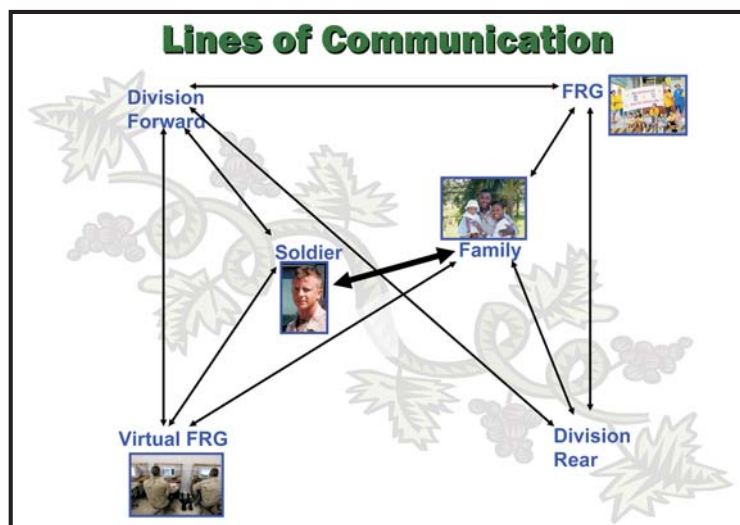 Lines of Communication
Division
Forward
FRG
Soldier
Family
Virtual FRG
Division
Rear